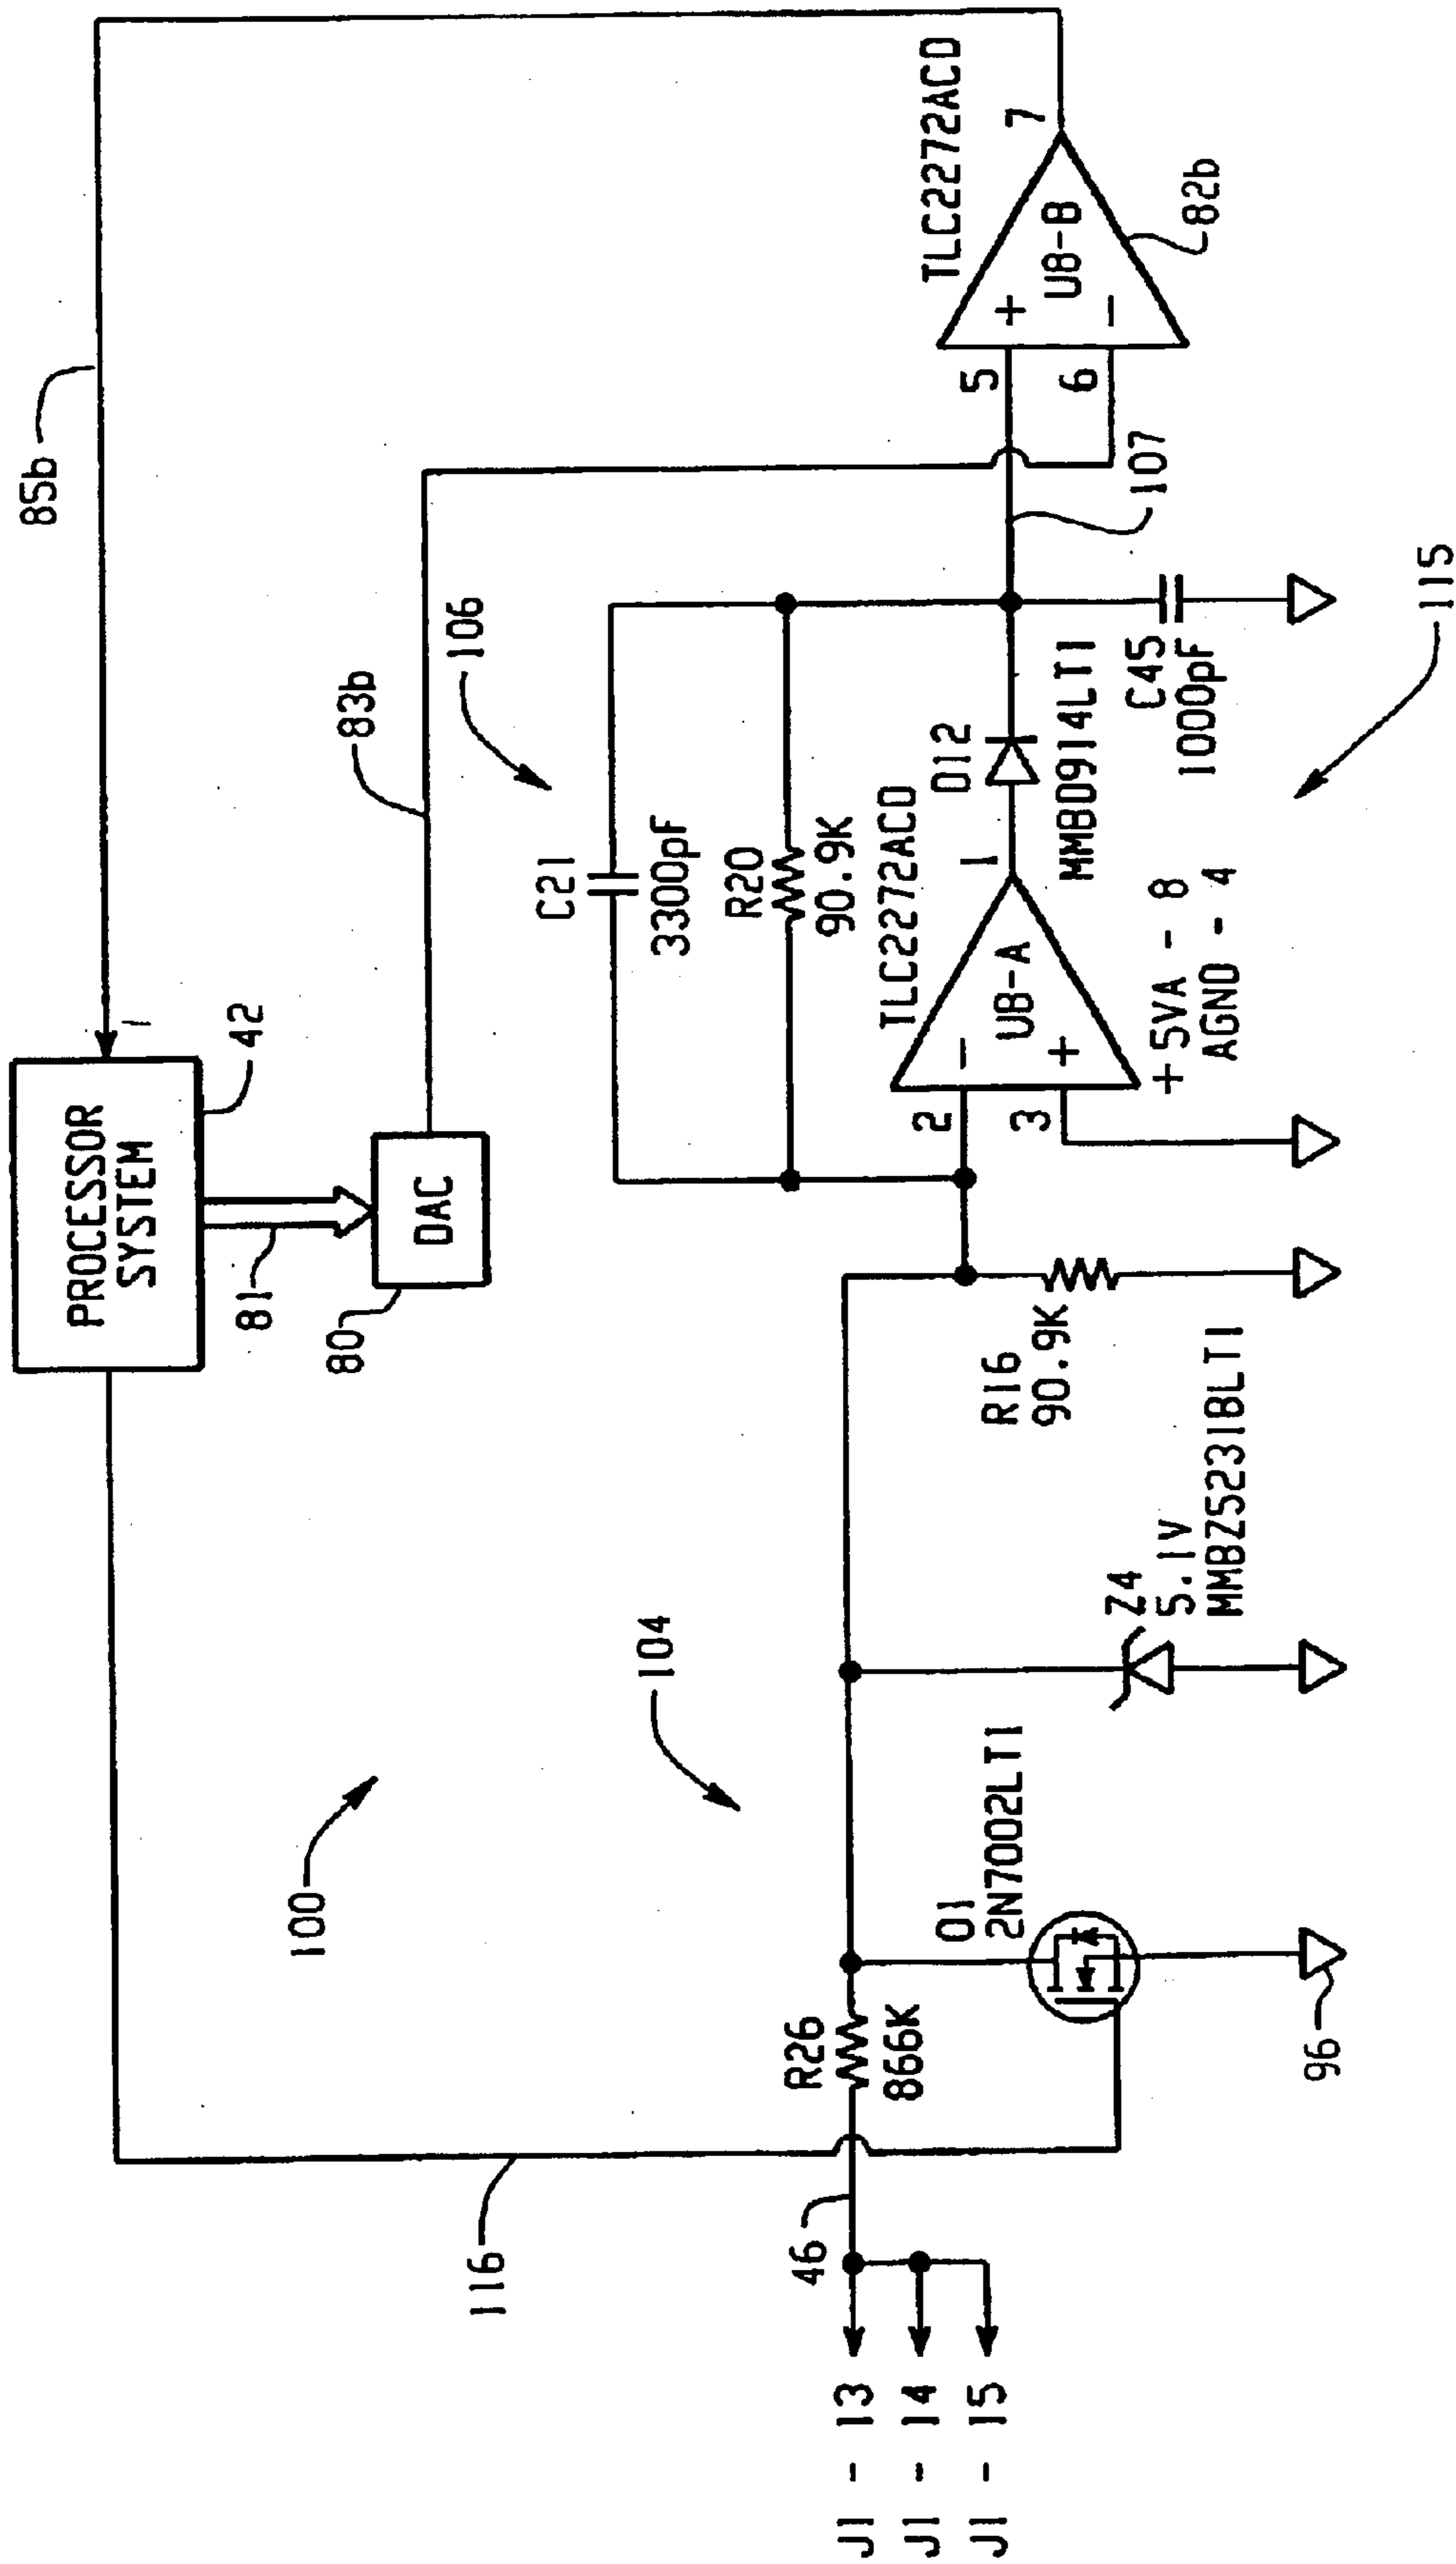 PROCESSOR
SYSTEM
42
81
80
DAC
85b
83b
106
C21
3300pF
R20
90.9K
TLC2272ACD
U8-A
-
+
2
3
1
+5VA - 8
AGND - 4
D12
MMBD914LT1
C45
1000pF
107
TLC2272ACD
U8-B
+
-
5
6
7
82b
115
R16
90.9K
Z4
5.1V
MMBZ5231BLT1
104
100
Q1
2N7002LT1
R26
866K
96
116
46
J1 - 13
J1 - 14
J1 - 15